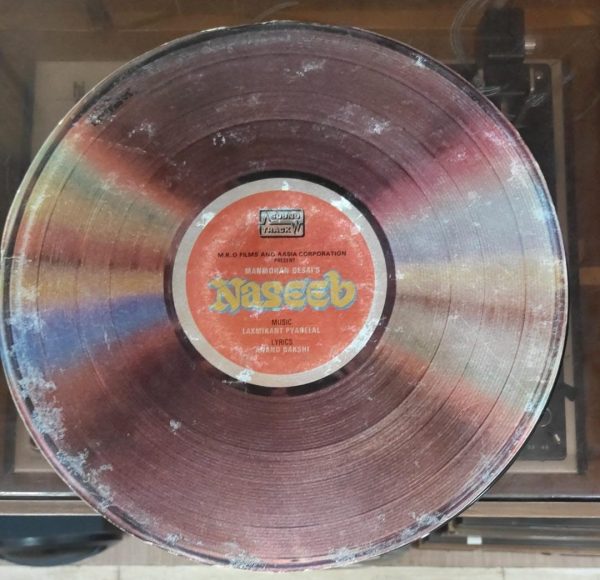 SOUND
TRACK
M.K.D FILMS AND AASIA CORPORATION
PRESENT
MANMOHAN DESAI'S
Naseeb
MUSIC
LAXMIKANT PYARELAL
LYRICS
ANAND BAKSHI